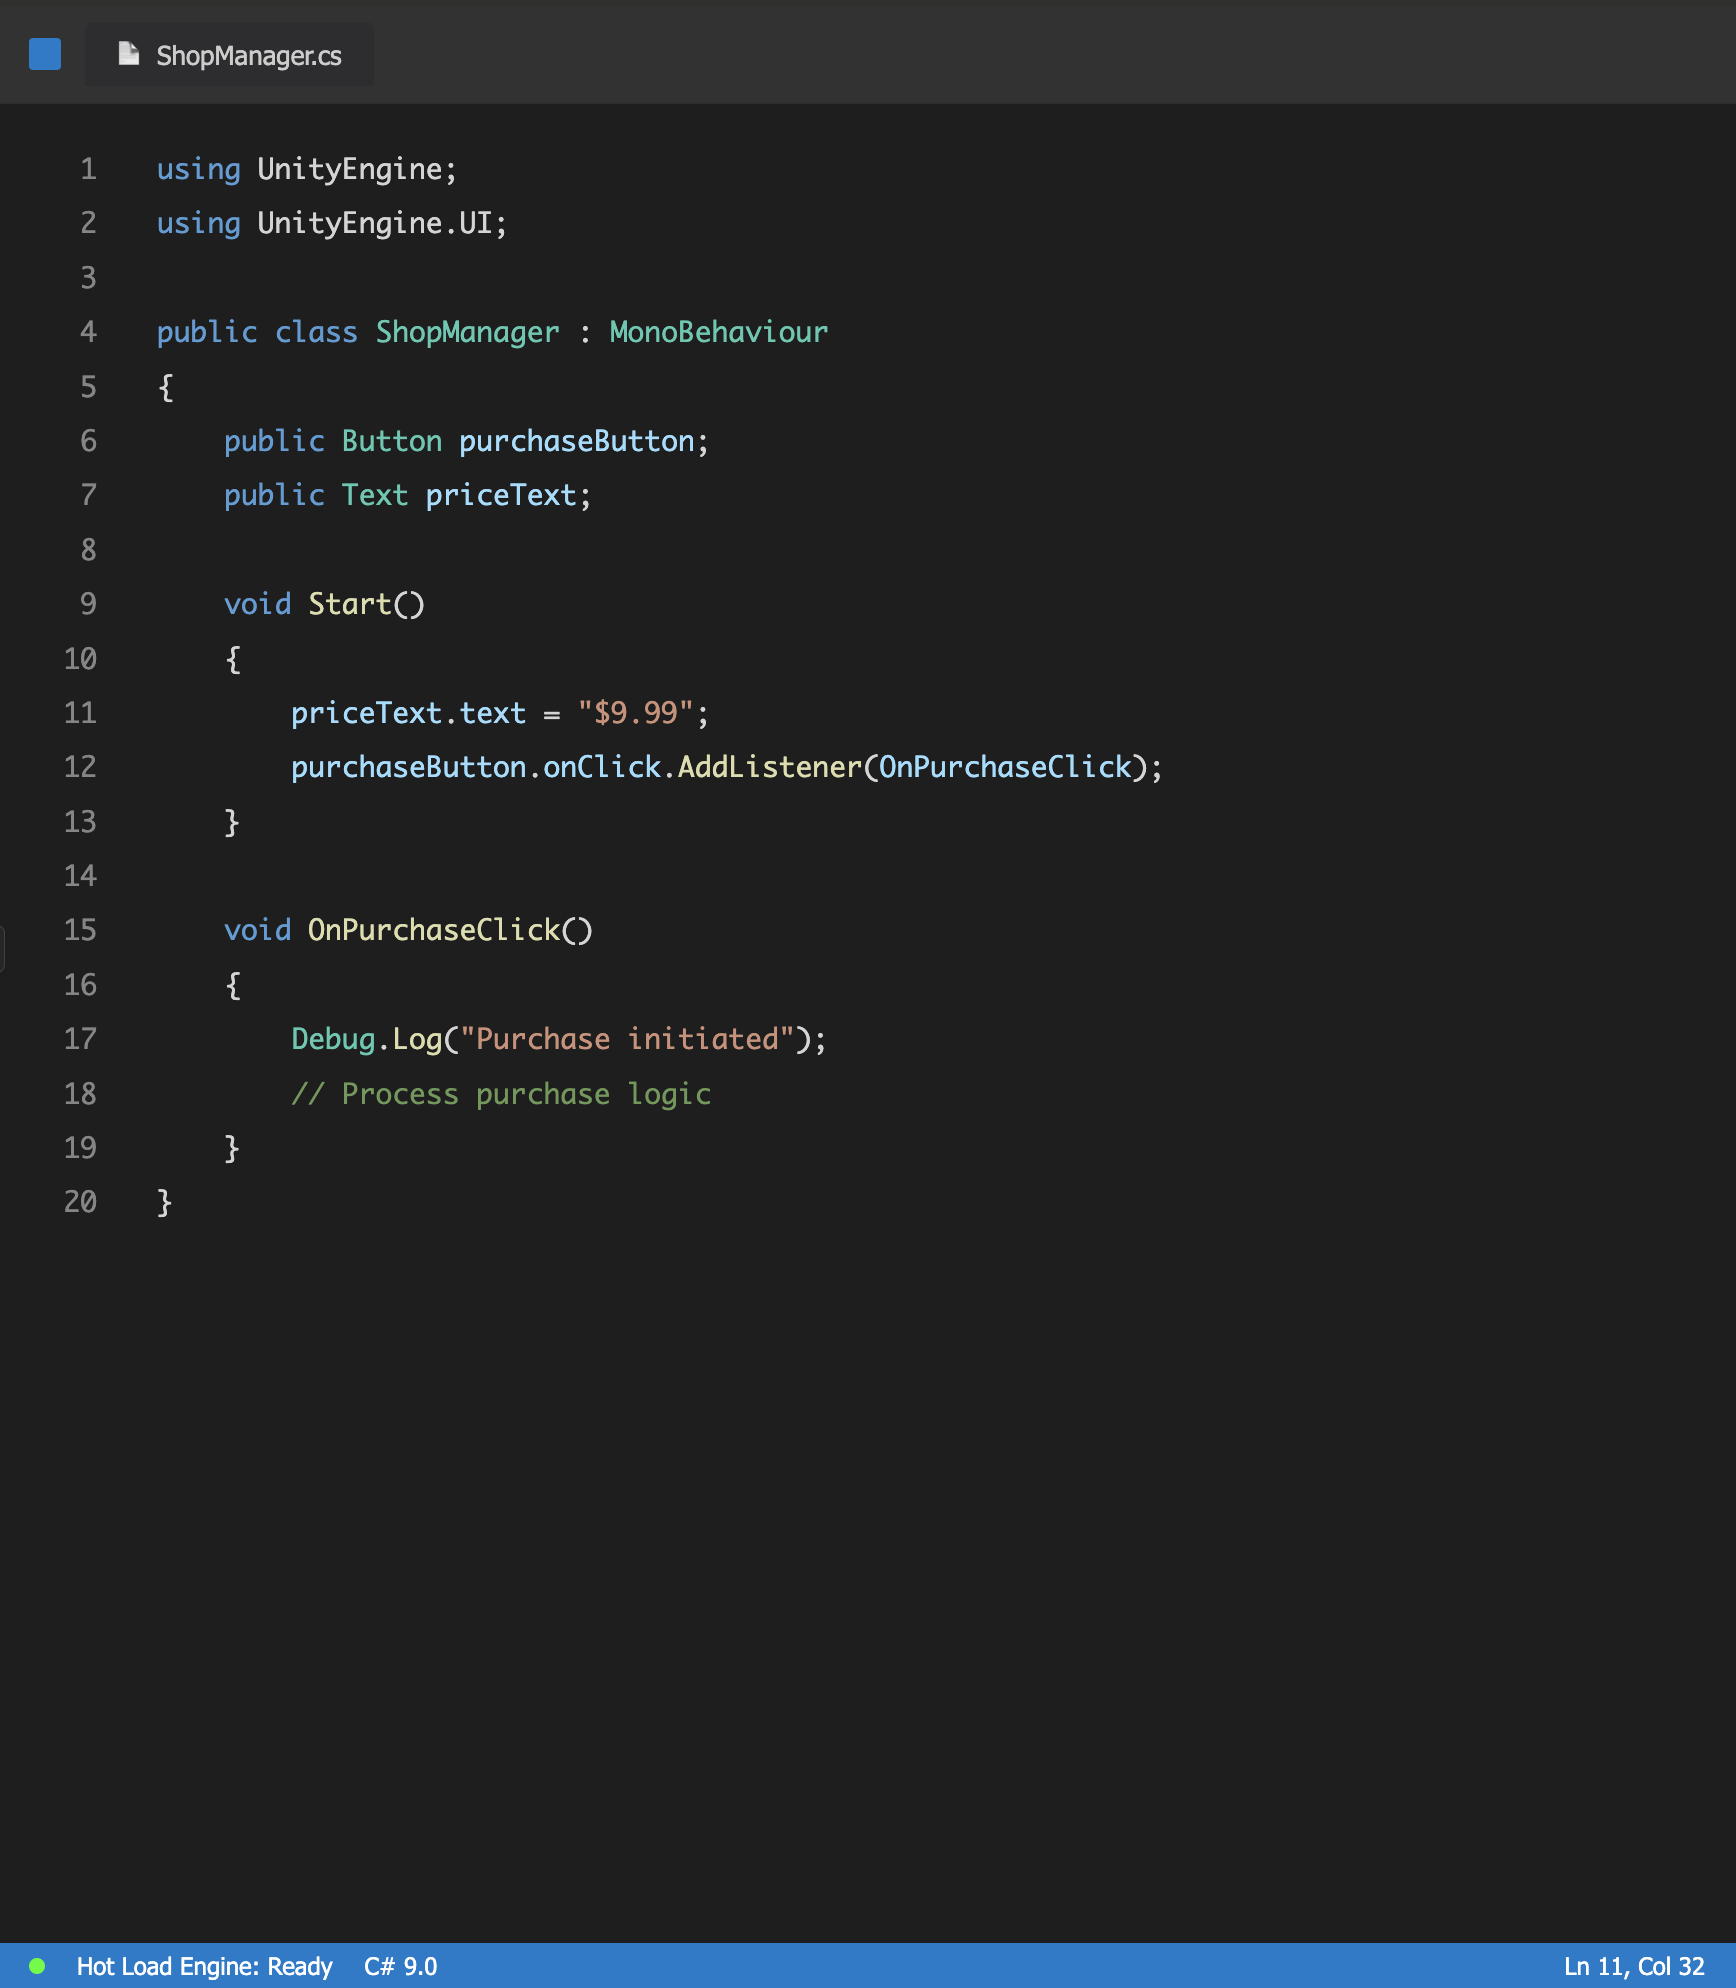 ShopManager.cs
1 using UnityEngine;
2 using UnityEngine.UI;
3
4 public class ShopManager : MonoBehaviour
5 {
6     public Button purchaseButton;
7     public Text priceText;
8
9     void Start()
10     {
11         priceText.text = "$9.99";
12         purchaseButton.onClick.AddListener(OnPurchaseClick);
13     }
14
15     void OnPurchaseClick()
16     {
17         Debug.Log("Purchase initiated");
18         // Process purchase logic
19     }
20 }
Hot Load Engine: Ready C# 9.0 Ln 11, Col 32